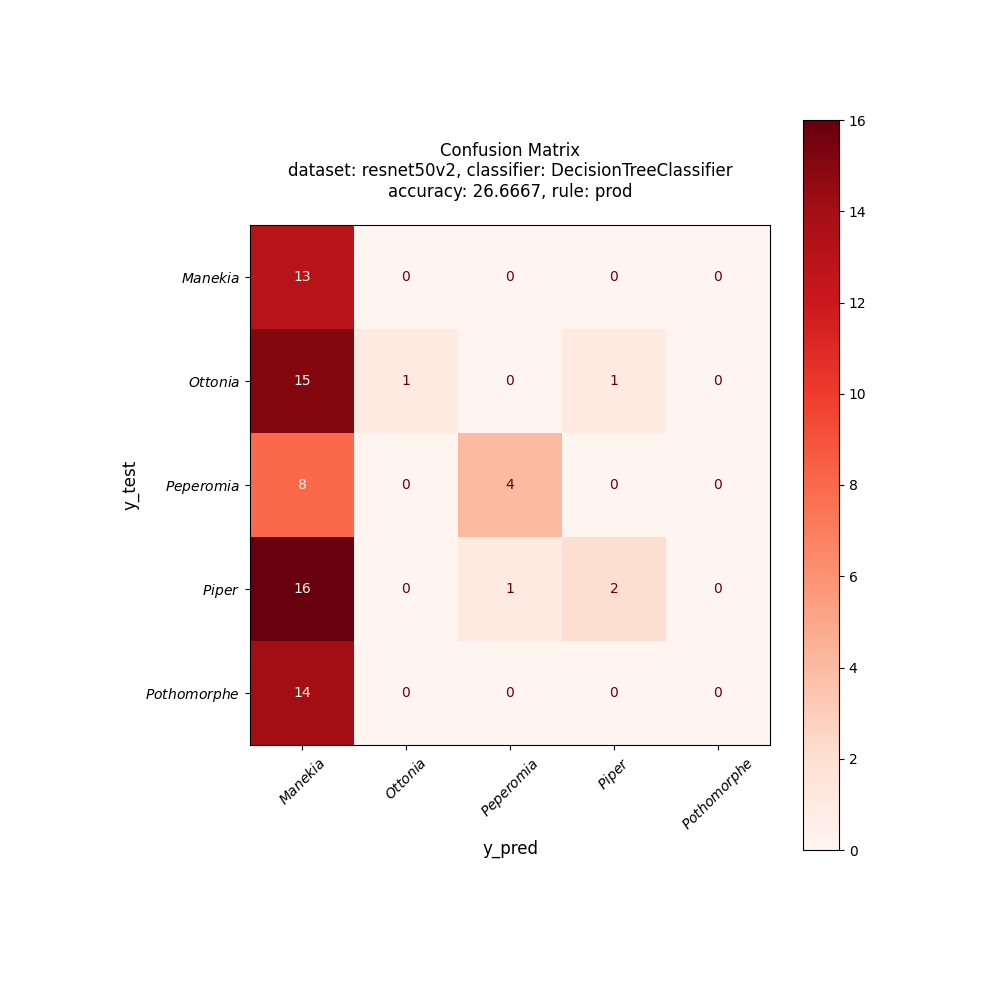 Confusion Matrix
dataset: resnet50v2, classifier: DecisionTreeClassifier
accuracy: 26.6667, rule: prod
y_test
Manekia 13 0 0 0 0
Ottonia 15 1 0 1 0
Peperomia 8 0 4 0 0
Piper 16 0 1 2 0
Pothomorphe 14 0 0 0 0
Manekia Ottonia Peperomia Piper Pothomorphe
y_pred
16
14
12
10
8
6
4
2
0